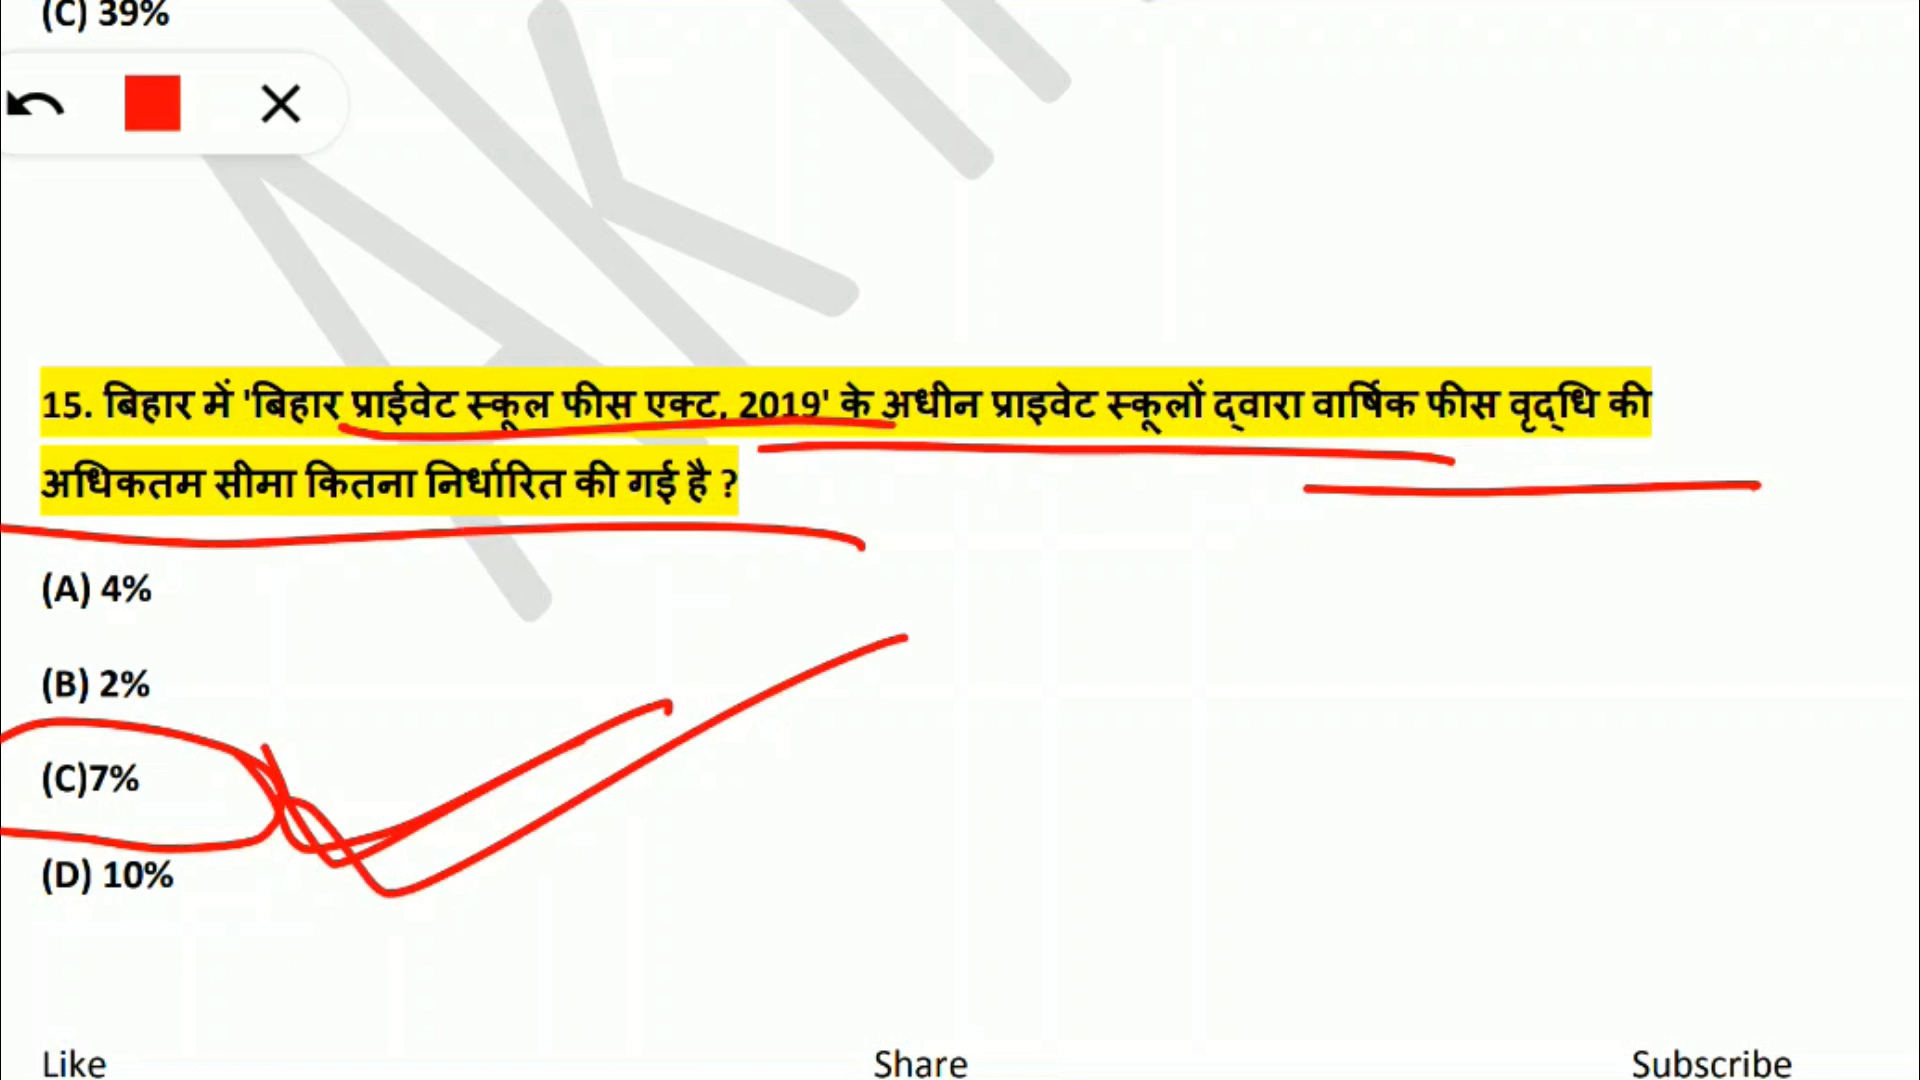 (C) 39%
15. बिहार में 'बिहार प्राईवेट स्कूल फीस एक्ट, 2019' के अधीन प्राइवेट स्कूलों द्वारा वार्षिक फीस वृद्धि की
अधिकतम सीमा कितना निर्धारित की गई है ?
(A) 4%
(B) 2%
(C)7%
(D) 10%
Like Share Subscribe